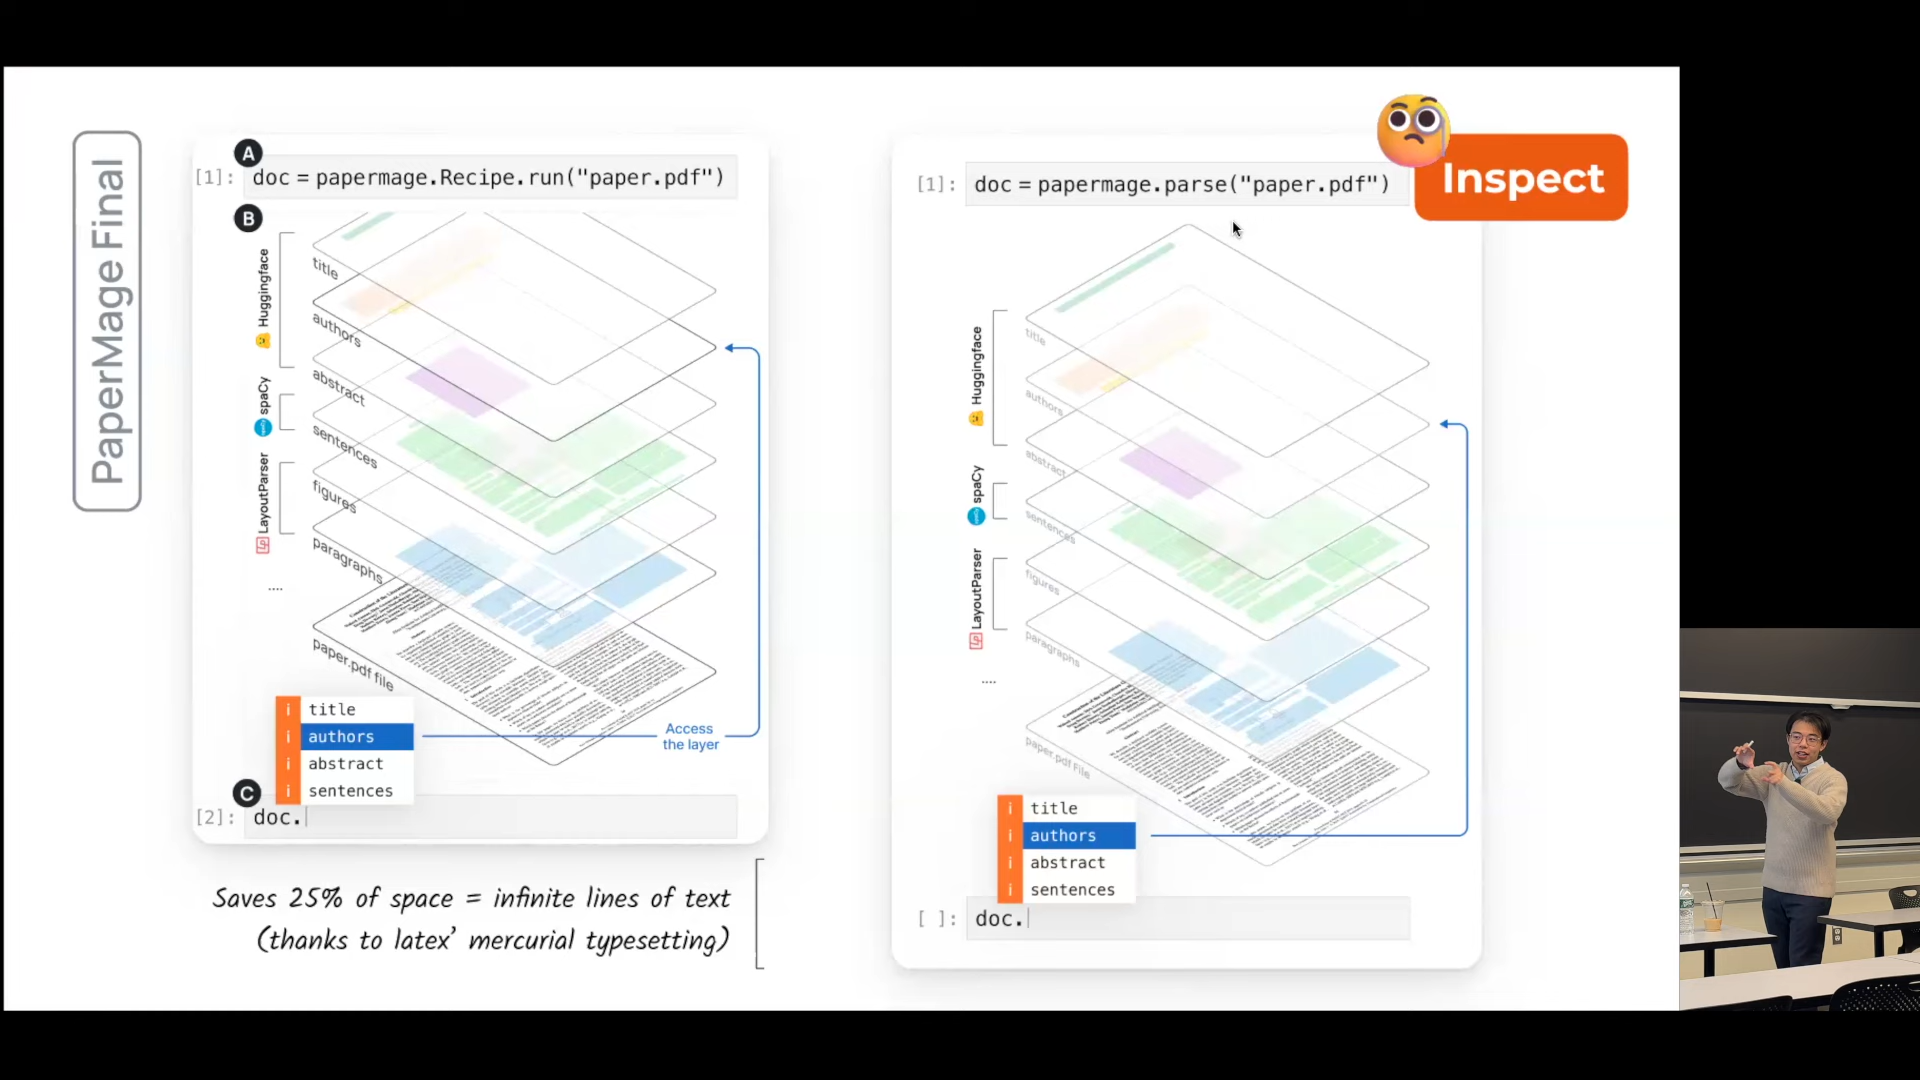 PaperMage Final
A
[1]:
doc = papermage.Recipe.run("paper.pdf")
B
Huggingface
spaCy
LayoutParser
....
title
authors
abstract
sentences
figures
paragraphs
paper.pdf file
Access
the layer
i title
i authors
i abstract
i sentences
C
[2]:
doc.
Saves 25% of space = infinite lines of text
(thanks to latex' mercurial typesetting)
Inspect
[1]:
doc = papermage.parse("paper.pdf")
Huggingface
spaCy
LayoutParser
....
title
authors
abstract
sentences
figures
paragraphs
paper.pdf File
i title
i authors
i abstract
i sentences
[ ]:
doc.